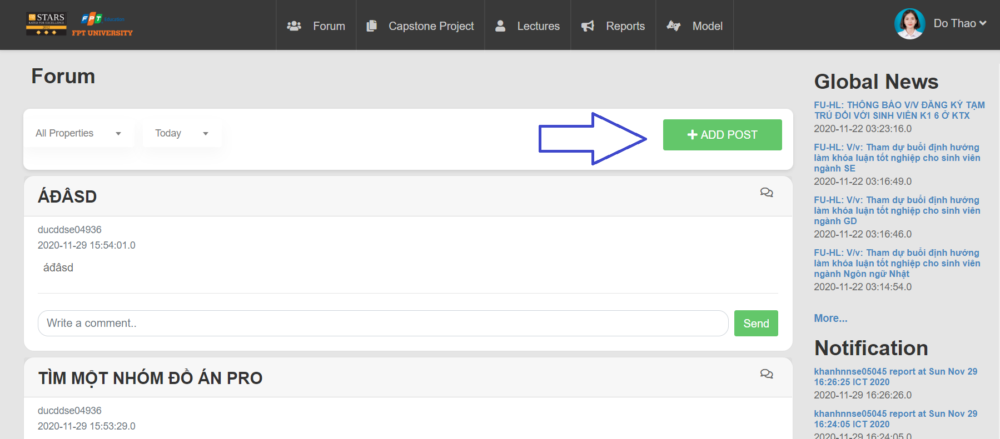 STARS
RATED FOR EXCELLENCE
2012
FPT Education
FPT UNIVERSITY
Forum
Capstone Project
Lectures
Reports
Model
Do Thao
Forum
All Properties
Today
ADD POST
ÁĐÂSD
ducddse04936
2020-11-29 15:54:01.0
áđâsd
Write a comment..
Send
TÌM MỘT NHÓM ĐỒ ÁN PRO
ducddse04936
2020-11-29 15:53:29.0
Global News
FU-HL: THÔNG BÁO V/V ĐĂNG KÝ TẠM
TRÚ ĐỐI VỚI SINH VIÊN K1 6 Ở KTX
2020-11-22 03:23:16.0
FU-HL: V/v: Tham dự buổi định hướng
làm khóa luận tốt nghiệp cho sinh viên
ngành SE
2020-11-22 03:16:49.0
FU-HL: V/v: Tham dự buổi định hướng
làm khóa luận tốt nghiệp cho sinh viên
ngành GD
2020-11-22 03:16:46.0
FU-HL: V/v: Tham dự buổi định hướng
làm khóa luận tốt nghiệp cho sinh viên
ngành Ngôn ngữ Nhật
2020-11-22 03:14:54.0
More...
Notification
khanhnnse05045 report at Sun Nov 29
16:26:25 ICT 2020
2020-11-29 16:26:26.0
khanhnnse05045 report at Sun Nov 29
16:24:05 ICT 2020
2020-11-29 16:24:05.0